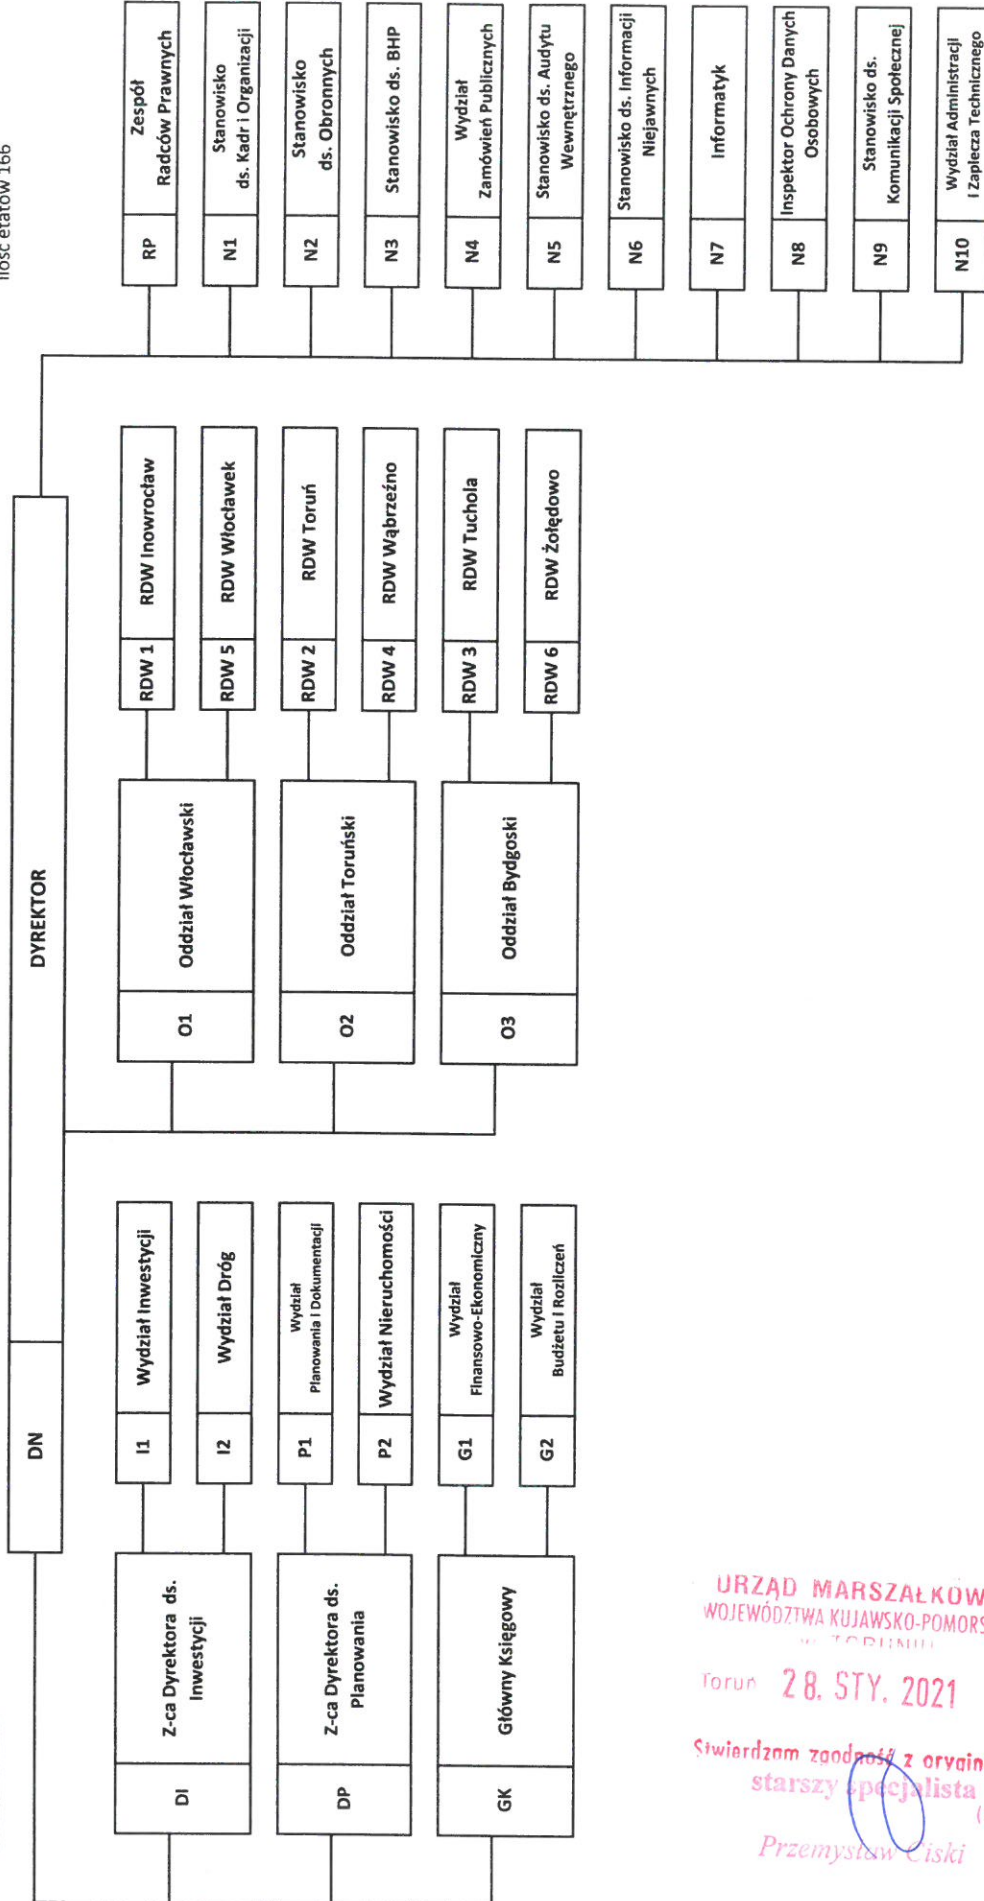 Ilość etatów 166
DN
DYREKTOR
DI
Z-ca Dyrektora ds.
Inwestycji
I1
Wydział Inwestycji
I2
Wydział Dróg
DP
Z-ca Dyrektora ds.
Planowania
P1
Wydział
Planowania I Dokumentacji
P2
Wydział Nieruchomości
GK
Główny Księgowy
G1
Wydział
Finansowo-Ekonomiczny
G2
Wydział
Budżetu I Rozliczeń
O1
Oddział Włocławski
RDW 1
RDW Inowrocław
RDW 5
RDW Włocławek
O2
Oddział Toruński
RDW 2
RDW Toruń
RDW 4
RDW Wąbrzeźno
O3
Oddział Bydgoski
RDW 3
RDW Tuchola
RDW 6
RDW Żołędowo
RP
Zespół
Radców Prawnych
N1
Stanowisko
ds. Kadr i Organizacji
N2
Stanowisko
ds. Obronnych
N3
Stanowisko ds. BHP
N4
Wydział
Zamówień Publicznych
N5
Stanowisko ds. Audytu
Wewnętrznego
N6
Stanowisko ds. Informacji
Niejawnych
N7
Informatyk
N8
Inspektor Ochrony Danych
Osobowych
N9
Stanowisko ds.
Komunikacji Społecznej
N10
Wydział Administracji
I Zaplecza Technicznego
URZĄD MARSZAŁKOW
WOJEWÓDZTWA KUJAWSKO-POMORS
w TORUNIU
Toruń 28. STY. 2021
Stwierdzam zgodność z orygin
starszy specjalista
Przemysław Ciski